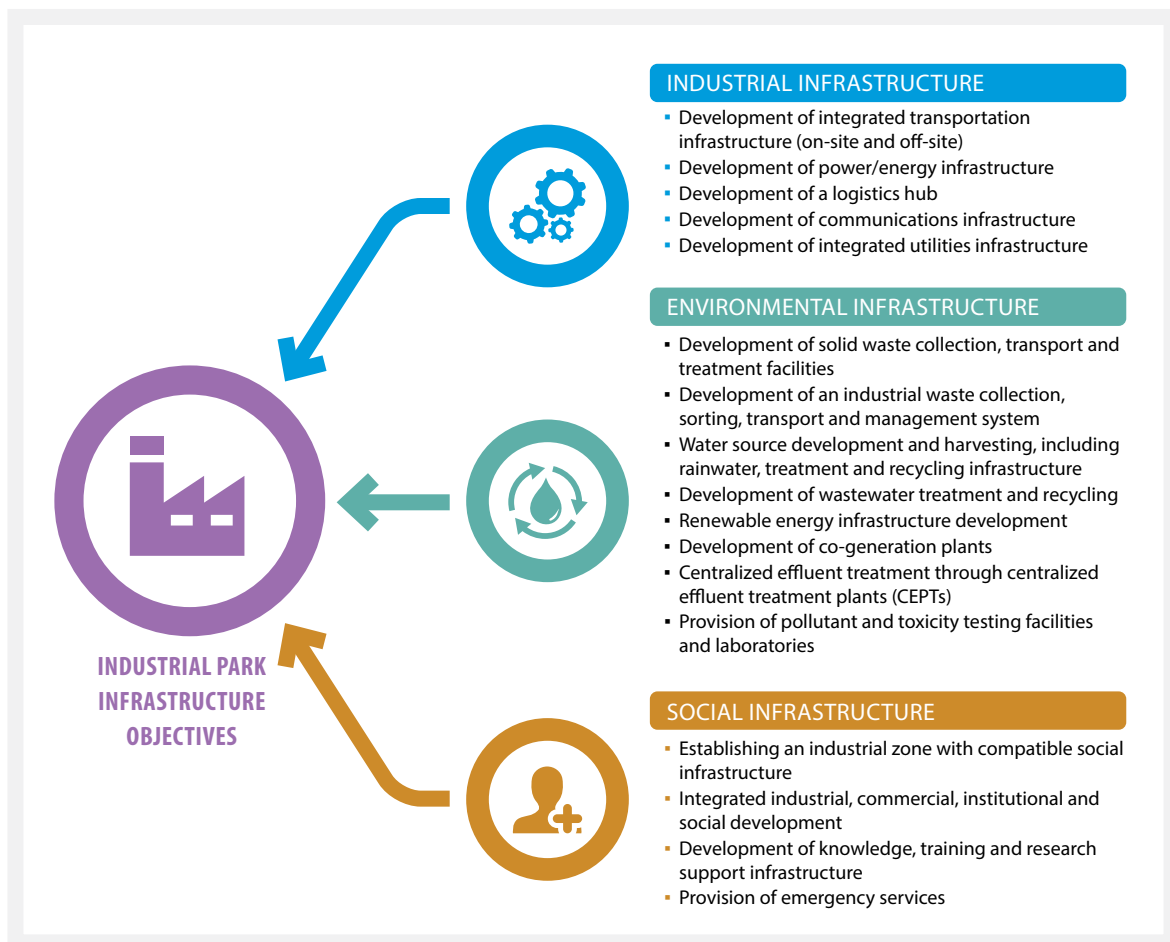 INDUSTRIAL INFRASTRUCTURE
▪ Development of integrated transportation
infrastructure (on-site and off-site)
▪ Development of power/energy infrastructure
▪ Development of a logistics hub
▪ Development of communications infrastructure
▪ Development of integrated utilities infrastructure
ENVIRONMENTAL INFRASTRUCTURE
▪ Development of solid waste collection, transport and
treatment facilities
▪ Development of an industrial waste collection,
sorting, transport and management system
▪ Water source development and harvesting, including
rainwater, treatment and recycling infrastructure
▪ Development of wastewater treatment and recycling
▪ Renewable energy infrastructure development
▪ Development of co-generation plants
▪ Centralized effluent treatment through centralized
effluent treatment plants (CEPTs)
▪ Provision of pollutant and toxicity testing facilities
and laboratories
INDUSTRIAL PARK
INFRASTRUCTURE
OBJECTIVES
SOCIAL INFRASTRUCTURE
▪ Establishing an industrial zone with compatible social
infrastructure
▪ Integrated industrial, commercial, institutional and
social development
▪ Development of knowledge, training and research
support infrastructure
▪ Provision of emergency services